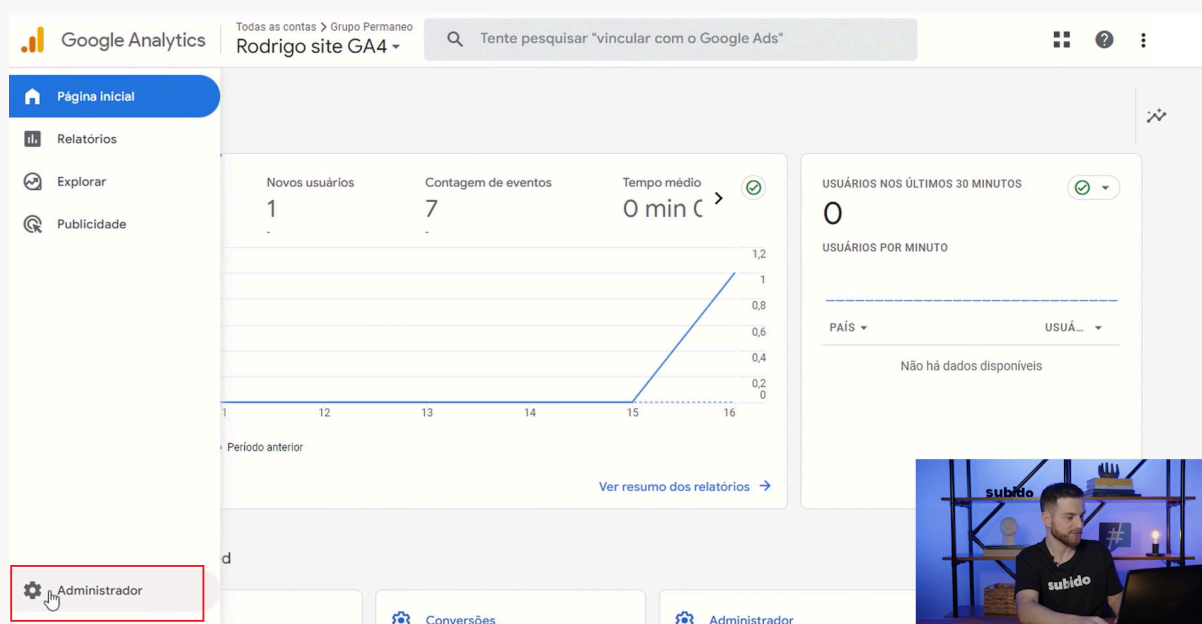 Google Analytics
Todas as contas > Grupo Permaneo
Rodrigo site GA4
Tente pesquisar "vincular com o Google Ads"
Página inicial
Relatórios
Explorar
Publicidade
Administrador
Novos usuários
1
-
Contagem de eventos
7
-
Tempo médio
0 min
1,2
1
0,8
0,6
0,4
0,2
0
1
12
13
14
15
16
Período anterior
Ver resumo dos relatórios
USUÁRIOS NOS ÚLTIMOS 30 MINUTOS
0
USUÁRIOS POR MINUTO
PAÍS
USUÁ...
Não há dados disponíveis
d
Conversões
Administrador
subido
#
subido